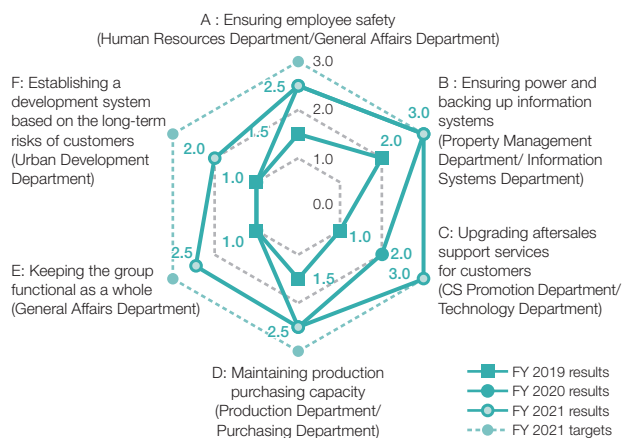 A : Ensuring employee safety
(Human Resources Department/General Affairs Department)
3.0
2.5
2.0
1.5
1.0
0.0
F: Establishing a
development system
based on the long-term
risks of customers
(Urban Development
Department)
2.0
1.0
B : Ensuring power and
backing up information
systems
(Property Management
Department/ Information
Systems Department)
3.0
2.0
C: Upgrading aftersales
support services
for customers
(CS Promotion Department/
Technology Department)
1.0
2.0
3.0
E: Keeping the group
functional as a whole
(General Affairs Department)
1.0
2.5
1.5
2.5
D: Maintaining production
purchasing capacity
(Production Department/
Purchasing Department)
FY 2019 results
FY 2020 results
FY 2021 results
FY 2021 targets